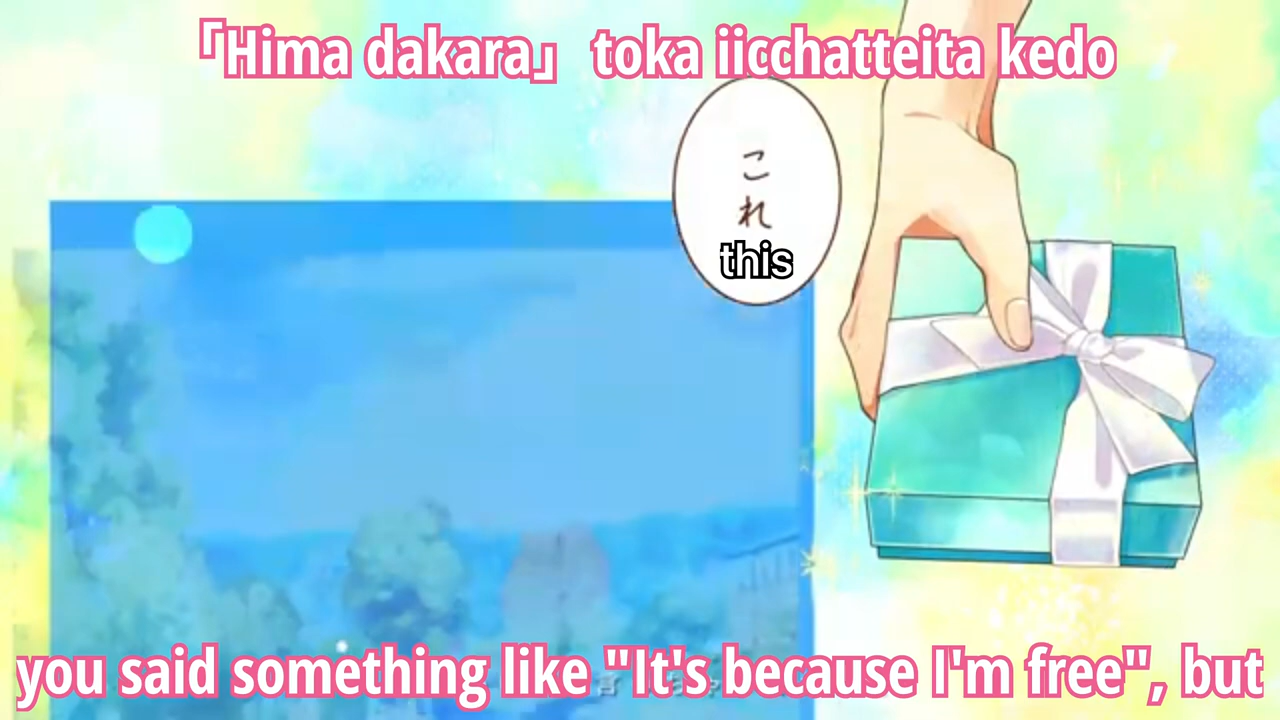 「Hima dakara」 toka iicchatteita kedo
これ
this
you said something like "It's because I'm free", but